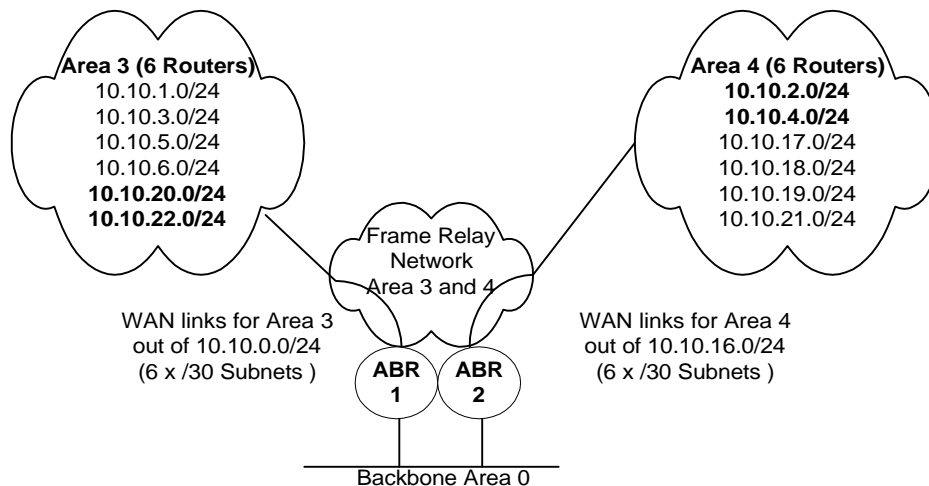 Area 3 (6 Routers)
10.10.1.0/24
10.10.3.0/24
10.10.5.0/24
10.10.6.0/24
10.10.20.0/24
10.10.22.0/24
Area 4 (6 Routers)
10.10.2.0/24
10.10.4.0/24
10.10.17.0/24
10.10.18.0/24
10.10.19.0/24
10.10.21.0/24
Frame Relay
Network
Area 3 and 4
WAN links for Area 3
out of 10.10.0.0/24
(6 x /30 Subnets )
WAN links for Area 4
out of 10.10.16.0/24
(6 x /30 Subnets )
ABR
1
ABR
2
Backbone Area 0